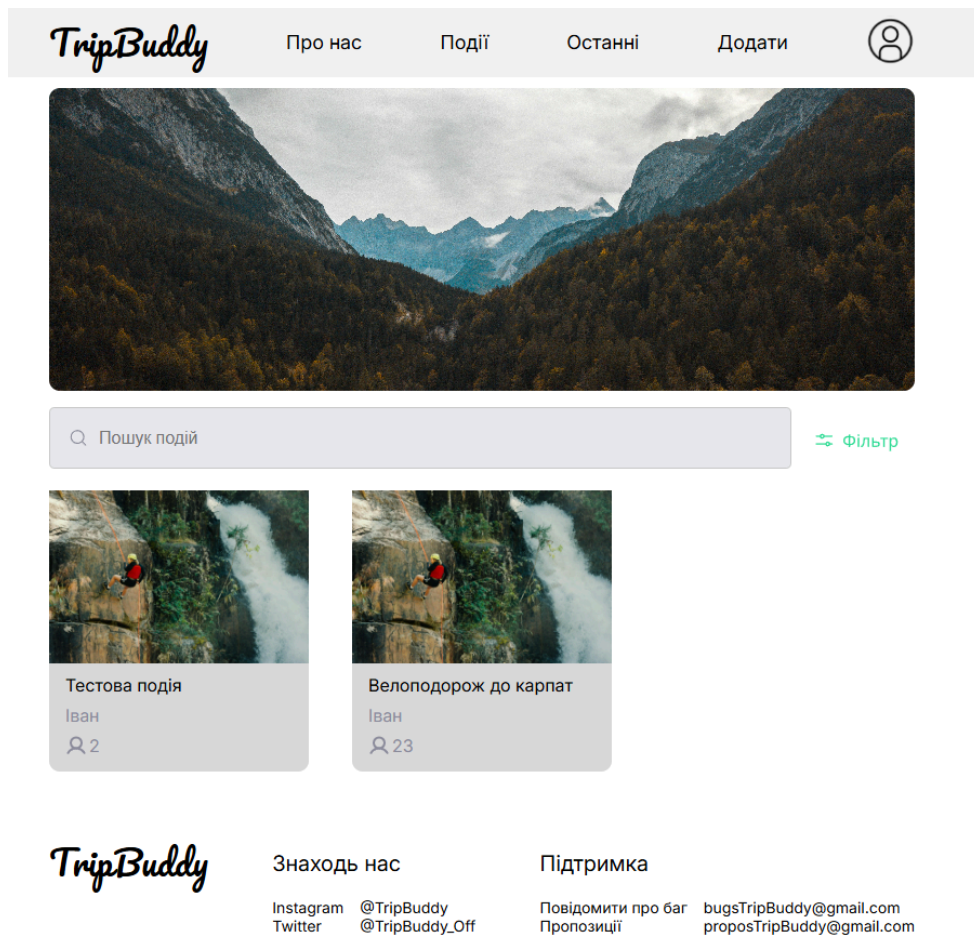 TripBuddy Про нас Події Останні Додати
Пошук подій Фільтр
Тестова подія
Іван
2
Велоподорож до карпат
Іван
23
TripBuddy
Знаходь нас
Instagram @TripBuddy
Twitter @TripBuddy_Off
Підтримка
Повідомити про баг bugsTripBuddy@gmail.com
Пропозиції proposTripBuddy@gmail.com